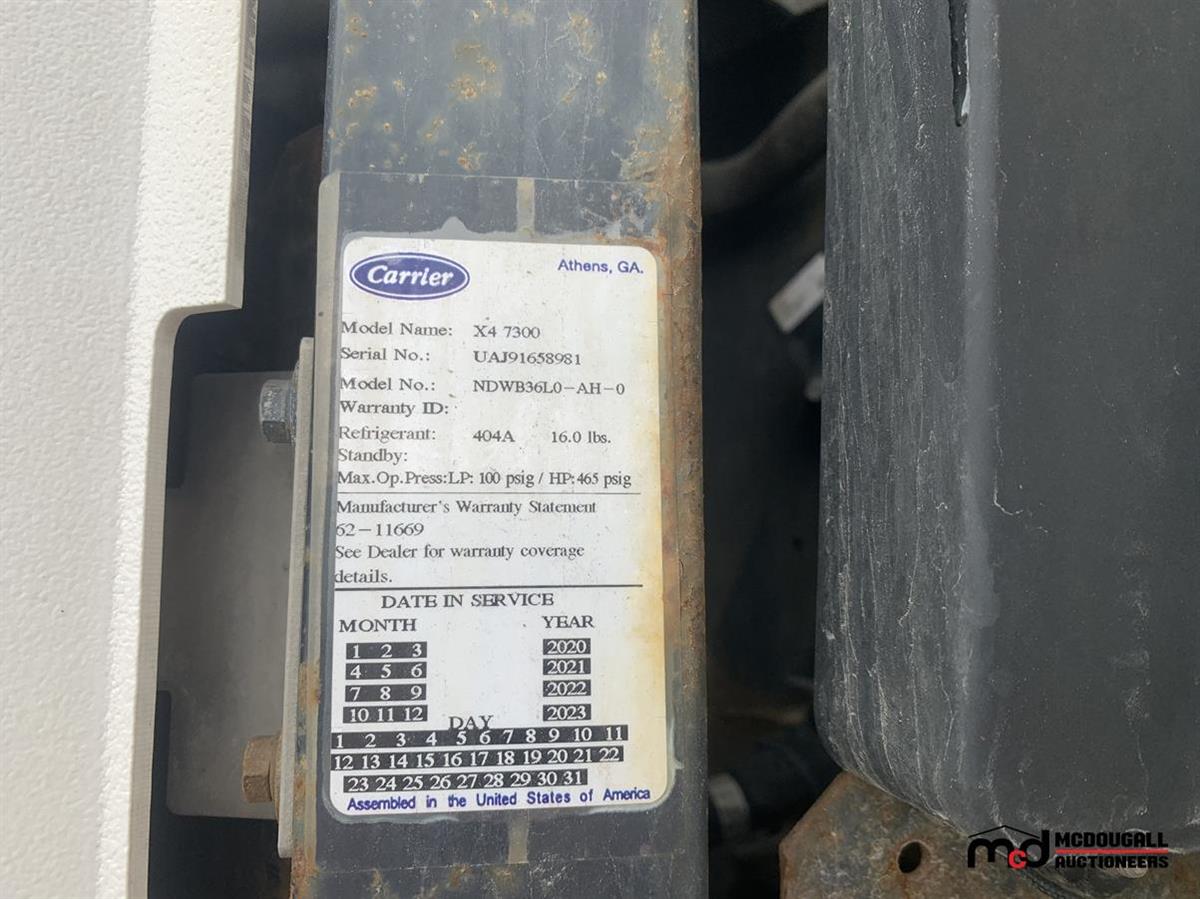 Carrier
Athens, GA.
Model Name: X4 7300
Serial No.: UAJ91658981
Model No.: NDWB36L0-AH-0
Warranty ID:
Refrigerant: 404A 16.0 lbs.
Standby:
Max.Op.Press:LP: 100 psig / HP:465 psig
Manufacturer's Warranty Statement
62-11669
See Dealer for warranty coverage
details.
DATE IN SERVICE
MONTH YEAR
1 2 3 2020
4 5 6 2021
7 8 9 2022
10 11 12 2023
DAY
1 2 3 4 5 6 7 8 9 10 11
12 13 14 15 16 17 18 19 20 21 22
23 24 25 26 27 28 29 30 31
Assembled in the United States of America
mcd MCDOUGALL
AUCTIONEERS